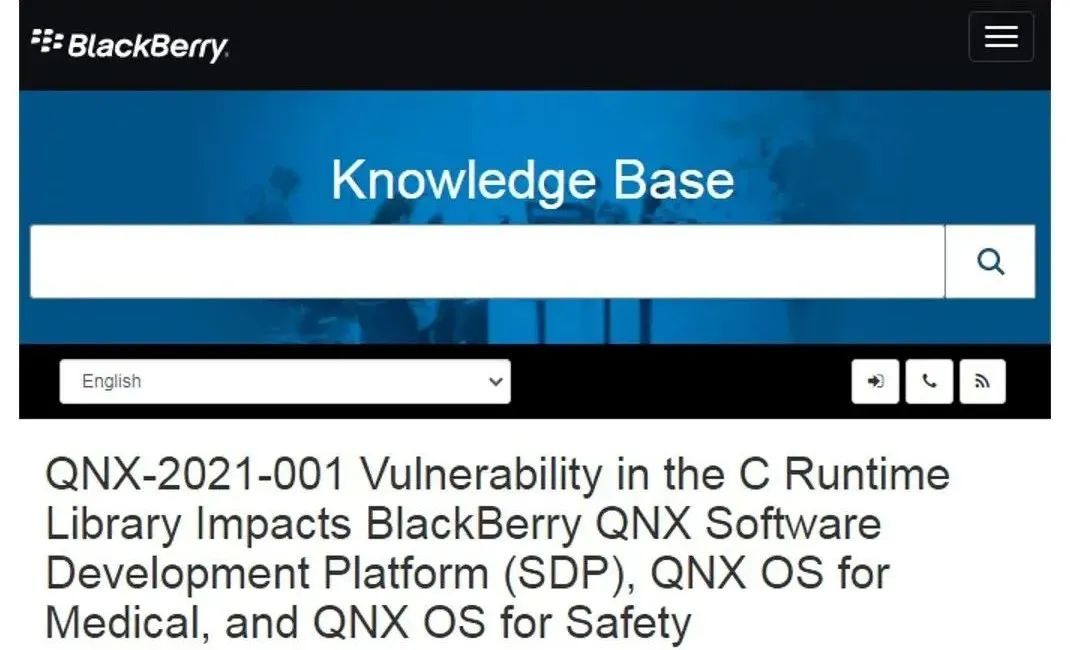 BlackBerry
Knowledge Base
English
QNX-2021-001 Vulnerability in the C Runtime
Library Impacts BlackBerry QNX Software
Development Platform (SDP), QNX OS for
Medical, and QNX OS for Safety